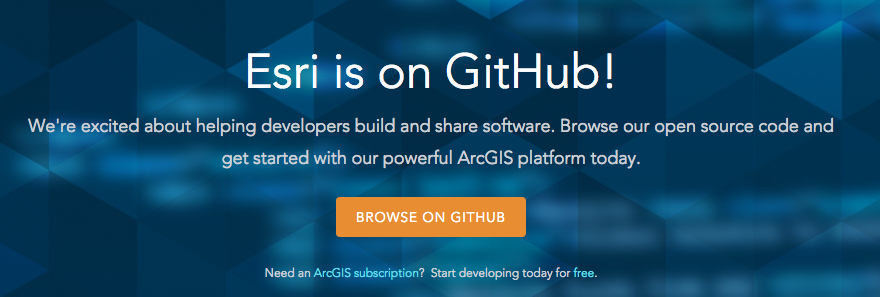 Esri is on GitHub!
We're excited about helping developers build and share software. Browse our open source code and
get started with our powerful ArcGIS platform today.
BROWSE ON GITHUB
Need an ArcGIS subscription? Start developing today for free.